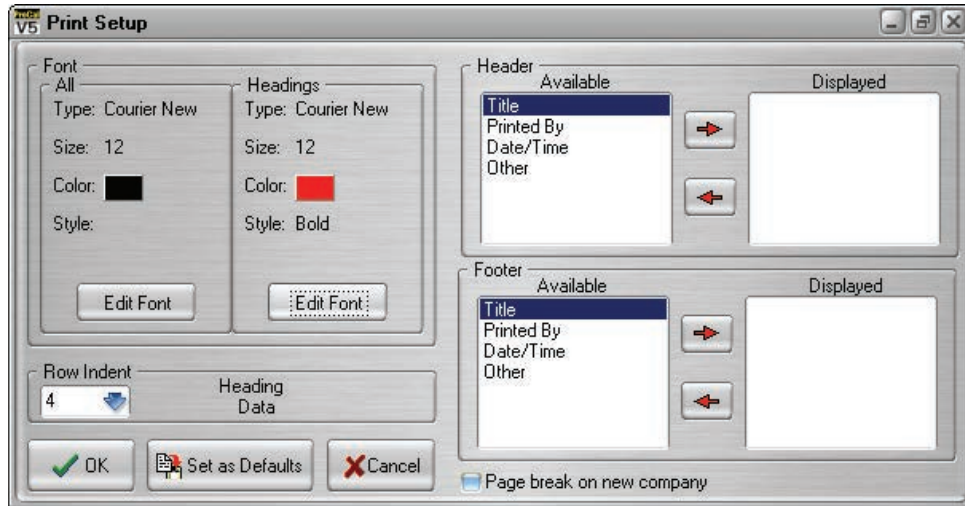 ProCal
V5 Print Setup
Font
All
Type: Courier New
Size: 12
Color:
Style:
Edit Font
Headings
Type: Courier New
Size: 12
Color:
Style: Bold
Edit Font
Row Indent
4
Heading
Data
OK
Set as Defaults
Cancel
Header
Available
Displayed
Title
Printed By
Date/Time
Other
Footer
Available
Displayed
Title
Printed By
Date/Time
Other
Page break on new company